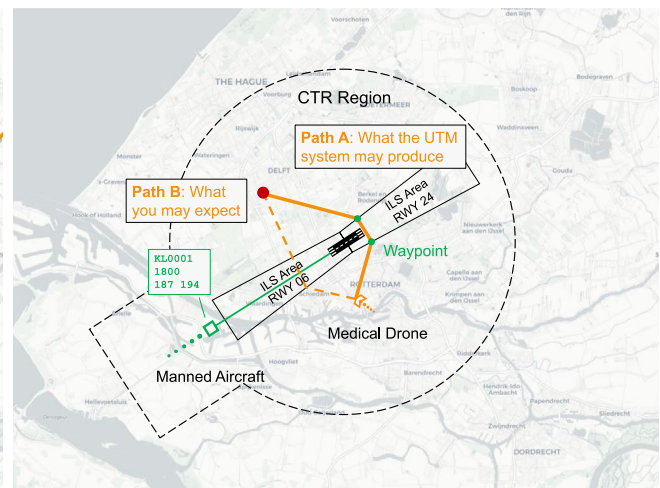 Voorschoten
den Rijn
THE HAGUE
Voorburg
CTR Region
Bodegraven
Boskoop
Rijswijk
Path A: What the UTM
system may produce
Waddinxveen
Monster
Wateringen
DELFT
Gouda
Path B: What
you may expect
Berkel en
ILS Area
RWY 24
Hook of Holland
Nieuwerkerk
aan den IJssel
Waypoint
KL0001
1800
187 194
ILS Area
RWY 06
Capelle aan
den IJssel
ROTTERDAM
Krimpen aan
den IJssel
Medical Drone
Ridderkerk
Hoogvliet
Manned Aircraft
Barendrecht
Hendrik-Ido
Ambacht
Papendrecht
Hellevoetsluis
Sliedrecht
Zwijndrecht
DORDRECHT